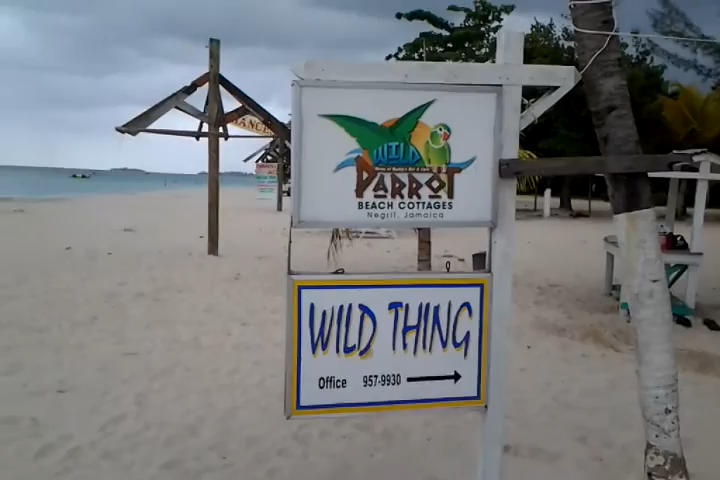 WILD
PARROT
BEACH COTTAGES
Negril, Jamaica
WILD THING
Office 957-9930